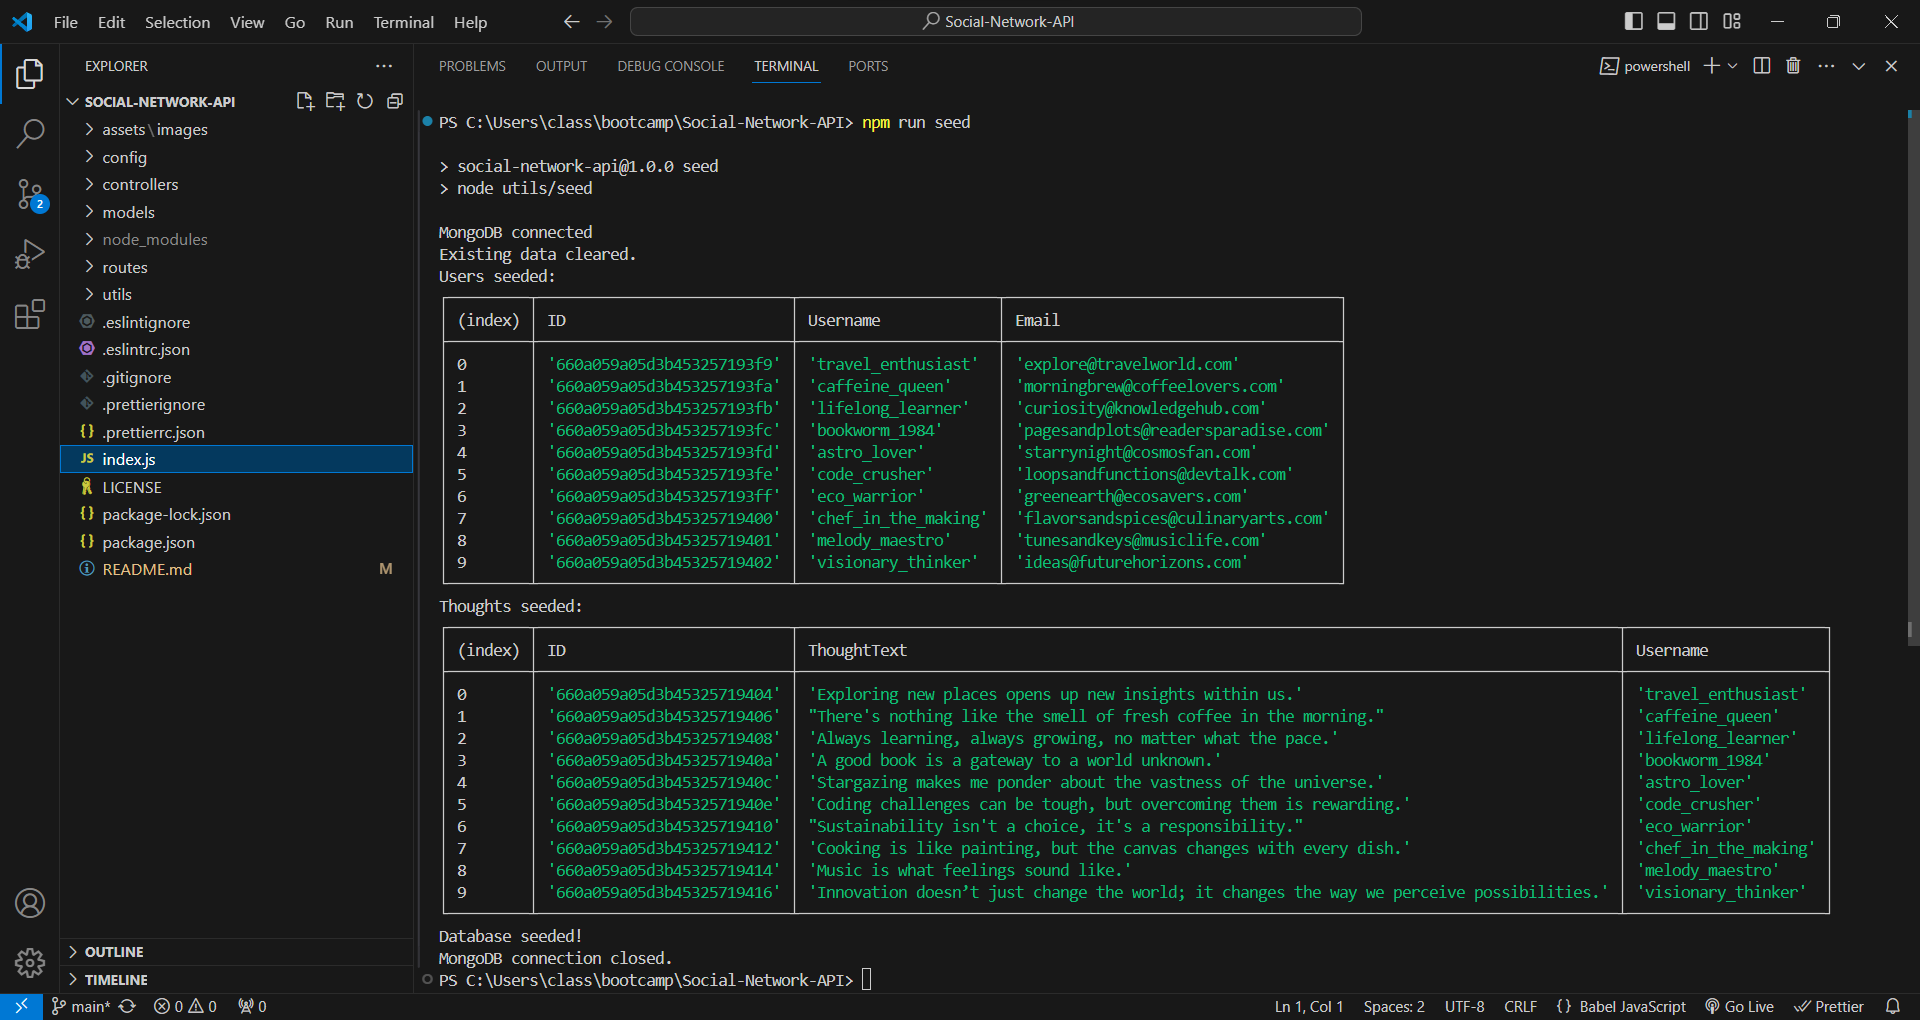 File Edit Selection View Go Run Terminal Help
Social-Network-API
EXPLORER
SOCIAL-NETWORK-API
assets\images
config
controllers
models
node_modules
routes
utils
.eslintignore
.eslintrc.json
.gitignore
.prettierignore
.prettierrc.json
JS index.js
LICENSE
package-lock.json
package.json
README.md M
OUTLINE
TIMELINE
2
PROBLEMS OUTPUT DEBUG CONSOLE TERMINAL PORTS
powershell
PS C:\Users\class\bootcamp\Social-Network-API> npm run seed
> social-network-api@1.0.0 seed
> node utils/seed
MongoDB connected
Existing data cleared.
Users seeded:
(index) ID Username Email
0 '660a059a05d3b453257193f9' 'travel_enthusiast' 'explore@travelworld.com'
1 '660a059a05d3b453257193fa' 'caffeine_queen' 'morningbrew@coffeelovers.com'
2 '660a059a05d3b453257193fb' 'lifelong_learner' 'curiosity@knowledgehub.com'
3 '660a059a05d3b453257193fc' 'bookworm_1984' 'pagesandplots@readersparadise.com'
4 '660a059a05d3b453257193fd' 'astro_lover' 'starrynight@cosmosfan.com'
5 '660a059a05d3b453257193fe' 'code_crusher' 'loopsandfunctions@devtalk.com'
6 '660a059a05d3b453257193ff' 'eco_warrior' 'greenearth@ecosavers.com'
7 '660a059a05d3b45325719400' 'chef_in_the_making' 'flavorsandspices@culinaryarts.com'
8 '660a059a05d3b45325719401' 'melody_maestro' 'tunesandkeys@musiclife.com'
9 '660a059a05d3b45325719402' 'visionary_thinker' 'ideas@futurehorizons.com'
Thoughts seeded:
(index) ID ThoughtText Username
0 '660a059a05d3b45325719404' 'Exploring new places opens up new insights within us.' 'travel_enthusiast'
1 '660a059a05d3b45325719406' "There's nothing like the smell of fresh coffee in the morning." 'caffeine_queen'
2 '660a059a05d3b45325719408' 'Always learning, always growing, no matter what the pace.' 'lifelong_learner'
3 '660a059a05d3b4532571940a' 'A good book is a gateway to a world unknown.' 'bookworm_1984'
4 '660a059a05d3b4532571940c' 'Stargazing makes me ponder about the vastness of the universe.' 'astro_lover'
5 '660a059a05d3b4532571940e' 'Coding challenges can be tough, but overcoming them is rewarding.' 'code_crusher'
6 '660a059a05d3b45325719410' "Sustainability isn't a choice, it's a responsibility." 'eco_warrior'
7 '660a059a05d3b45325719412' 'Cooking is like painting, but the canvas changes with every dish.' 'chef_in_the_making'
8 '660a059a05d3b45325719414' 'Music is what feelings sound like.' 'melody_maestro'
9 '660a059a05d3b45325719416' 'Innovation doesn’t just change the world; it changes the way we perceive possibilities.' 'visionary_thinker'
Database seeded!
MongoDB connection closed.
PS C:\Users\class\bootcamp\Social-Network-API>
main* 0 0 0 Ln 1, Col 1 Spaces: 2 UTF-8 CRLF {} Babel JavaScript Go Live Prettier